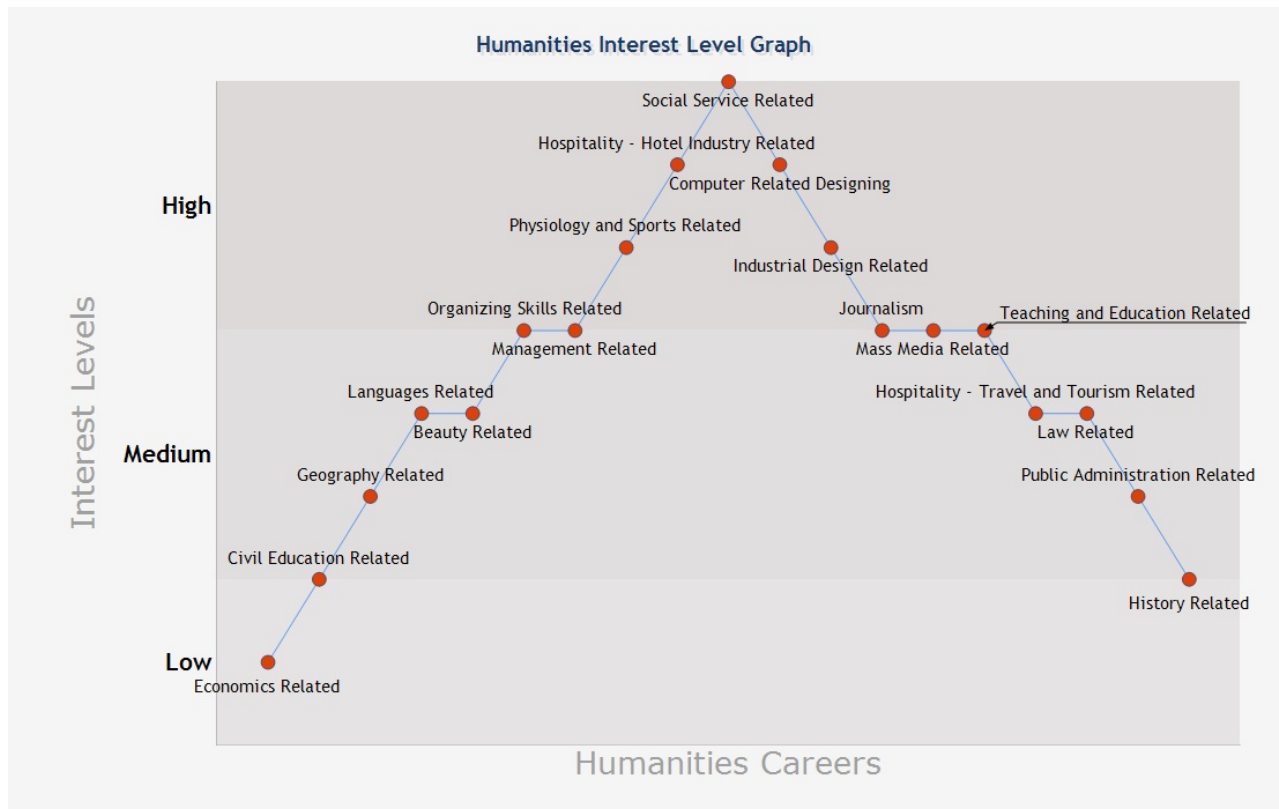 Humanities Interest Level Graph
Social Service Related
Hospitality - Hotel Industry Related
Computer Related Designing
High
Physiology and Sports Related
Industrial Design Related
Organizing Skills Related
Journalism
Teaching and Education Related
Management Related
Mass Media Related
Interest Levels
Languages Related
Hospitality - Travel and Tourism Related
Beauty Related
Law Related
Medium
Geography Related
Public Administration Related
Civil Education Related
History Related
Low
Economics Related
Humanities Careers